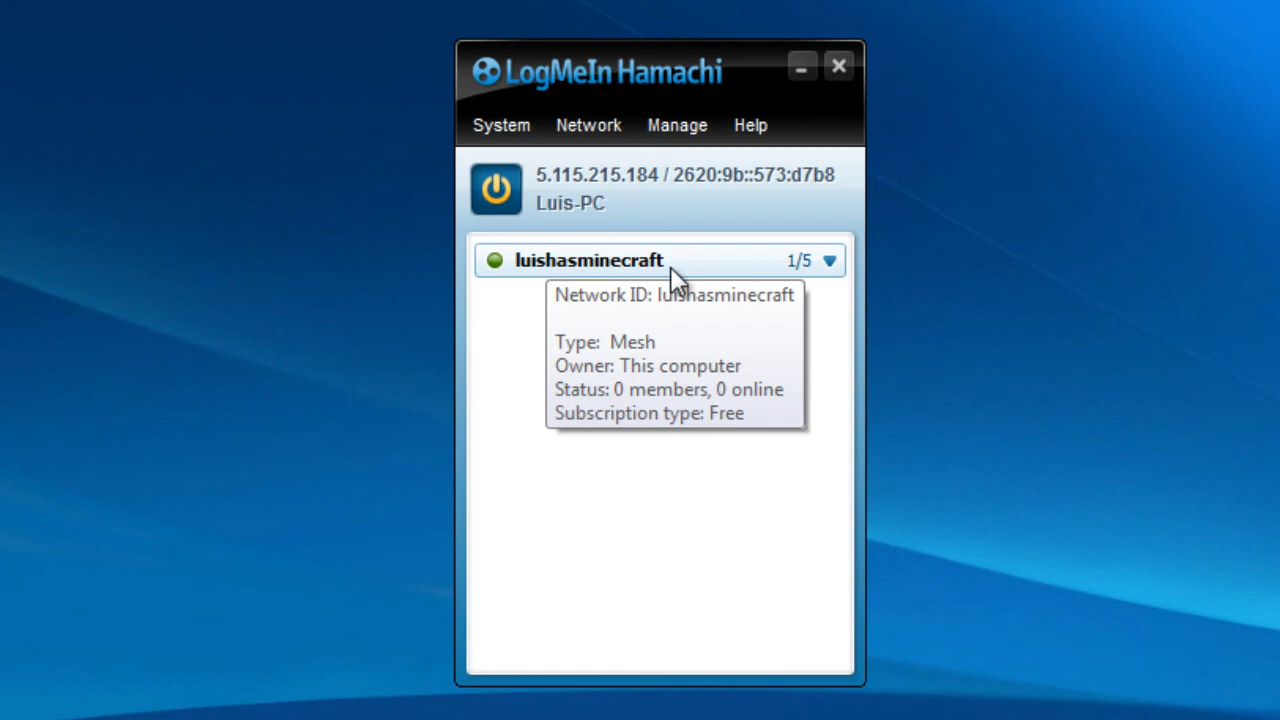 LogMeIn Hamachi
System Network Manage Help
5.115.215.184 / 2620:9b::573:d7b8
Luis-PC
luishasminecraft 1/5
Network ID: luishasminecraft
Type: Mesh
Owner: This computer
Status: 0 members, 0 online
Subscription type: Free